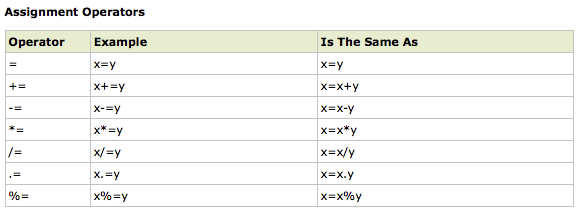 Assignment Operators
Operator Example Is The Same As
= x=y x=y
+= x+=y x=x+y
-= x-=y x=x-y
*= x*=y x=x*y
/= x/=y x=x/y
.= x.=y x=x.y
%= x%=y x=x%y